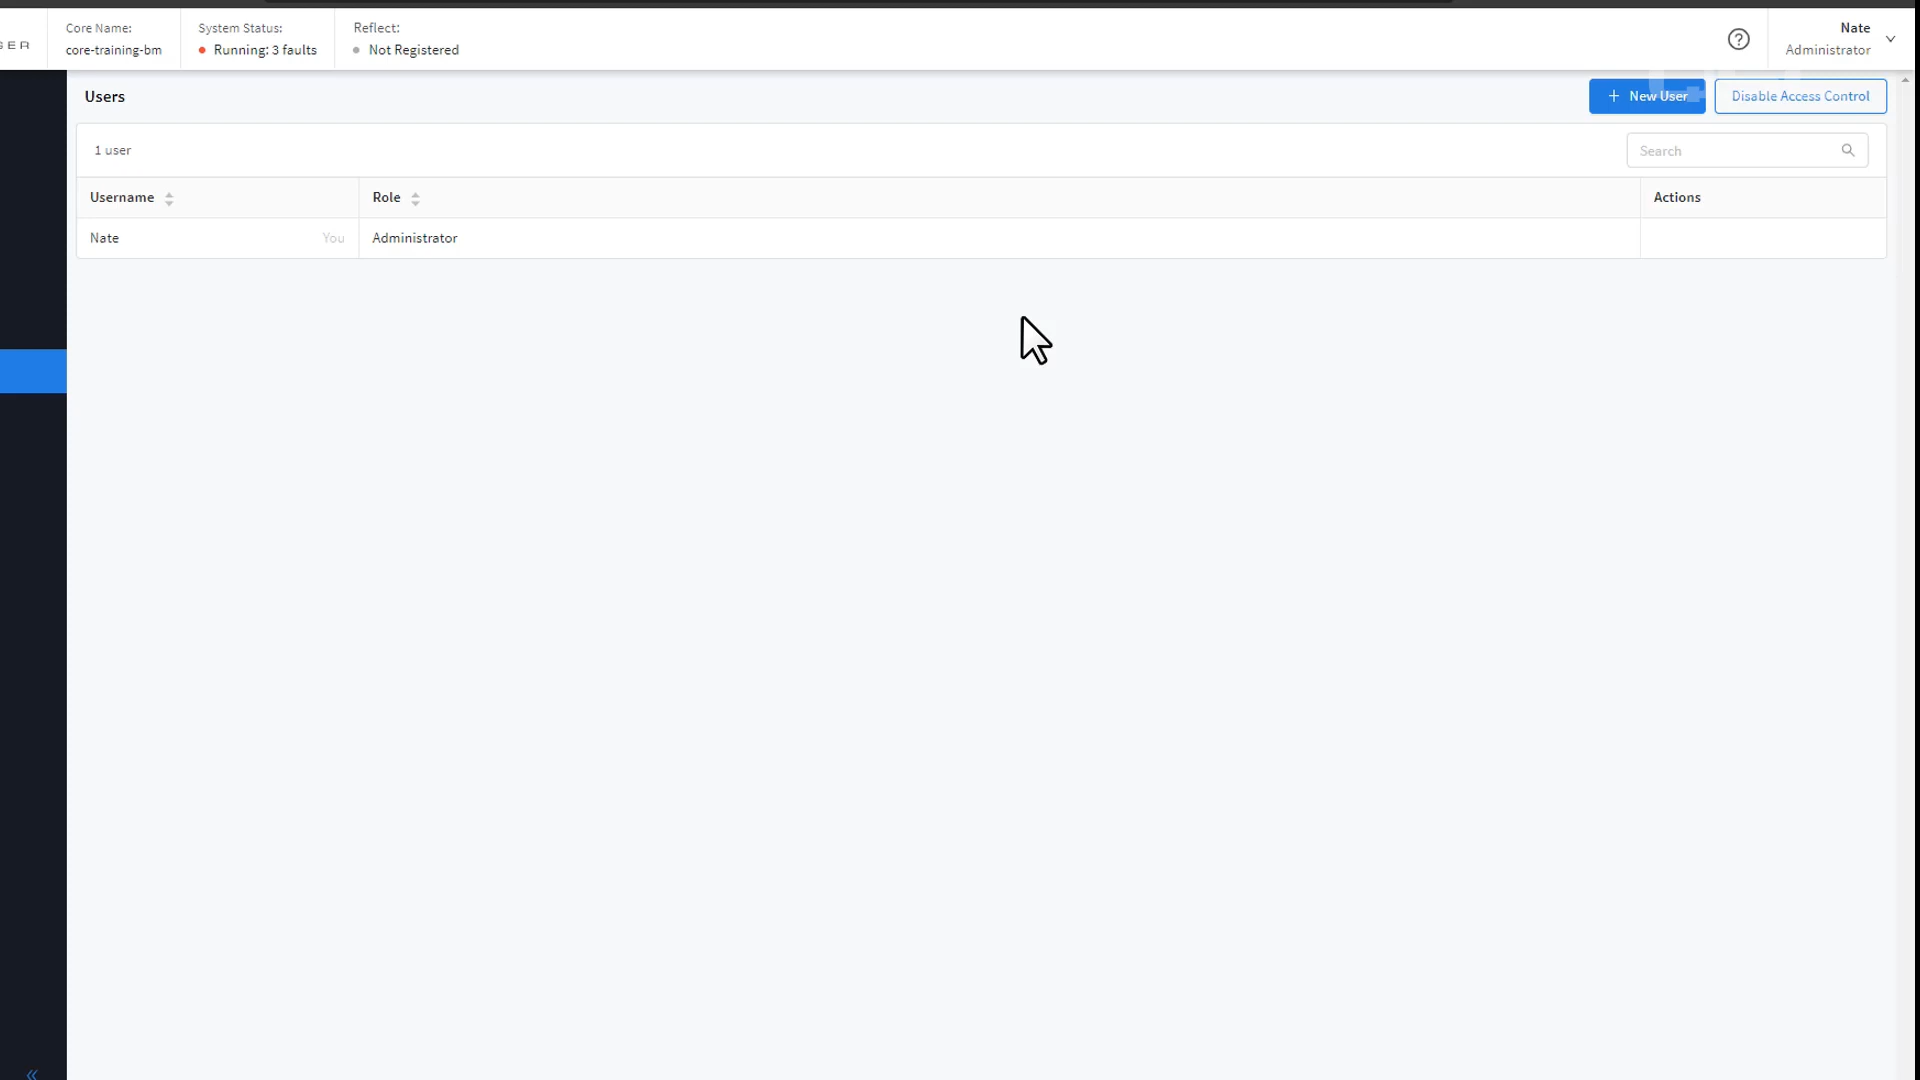 Core Name:
core-training-bm
System Status:
Running: 3 faults
Reflect:
Not Registered
Nate
Administrator
Users
+ New User
Disable Access Control
1 user
Search
Username
Role
Actions
Nate
You
Administrator